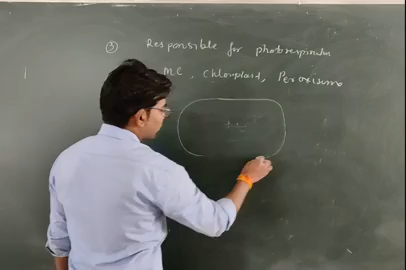 ③ Responsible for photorespiration
MC, Chloroplast, Peroxisome